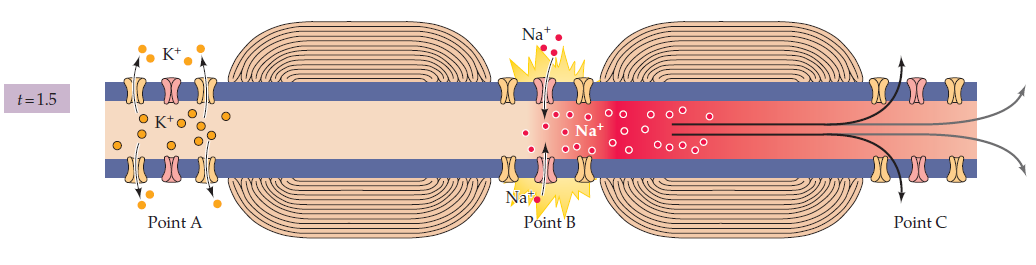 Na+
K+
t=1.5
K+
Na+
Na+
Point A
Point B
Point C